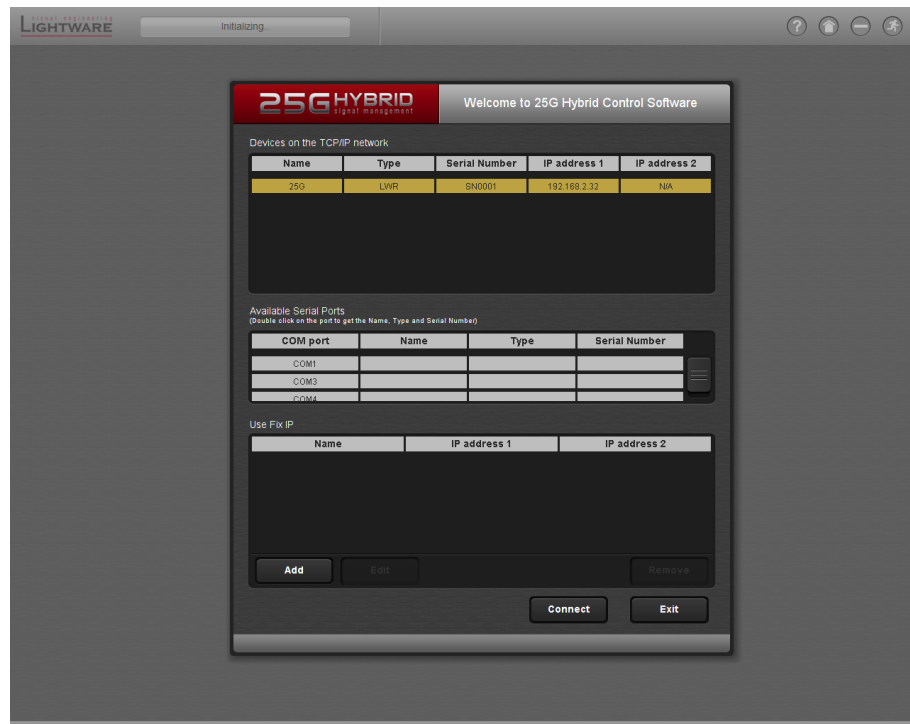 visual engineering
LIGHTWARE
Initializing..
?
25G HYBRID
signal management
Welcome to 25G Hybrid Control Software
Devices on the TCP/IP network
Name Type Serial Number IP address 1 IP address 2
25G LWR SN0001 192.168.2.32 N/A
Available Serial Ports
(Double click on the port to get the Name, Type and Serial Number)
COM port Name Type Serial Number
COM1
COM3
COM4
Use Fix IP
Name IP address 1 IP address 2
Add Edit Remove
Connect Exit